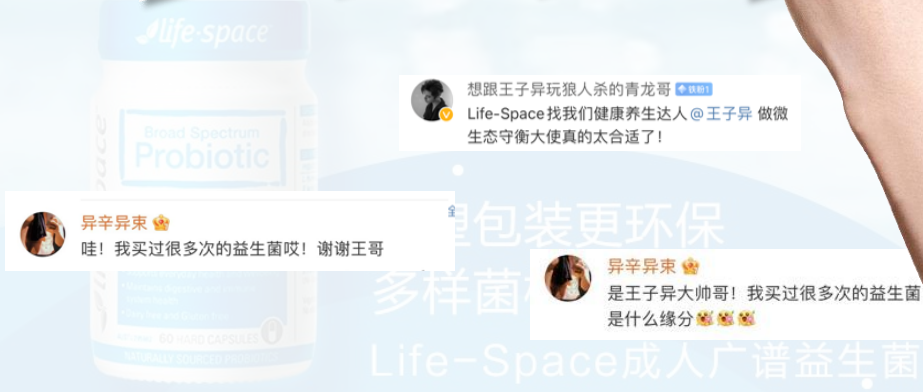 life·space
Broad Spectrum
Probiotic
想跟王子异玩狼人杀的青龙哥 铁粉1
Life-Space找我们健康养生达人@王子异 做微
生态守衡大使真的太合适了！
异辛异束
哇！我买过很多次的益生菌哎！谢谢王哥
塑包装更环保
多样菌
异辛异束
是王子异大帅哥！我买过很多次的益生菌
是什么缘分
60 HARD CAPSULES
NATURALLY SOURCED
Life-Space成人广谱益生菌